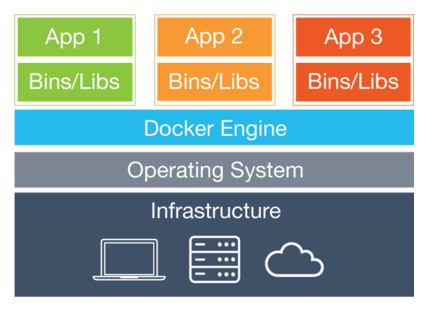 App 1
App 2
App 3
Bins/Libs
Bins/Libs
Bins/Libs
Docker Engine
Operating System
Infrastructure